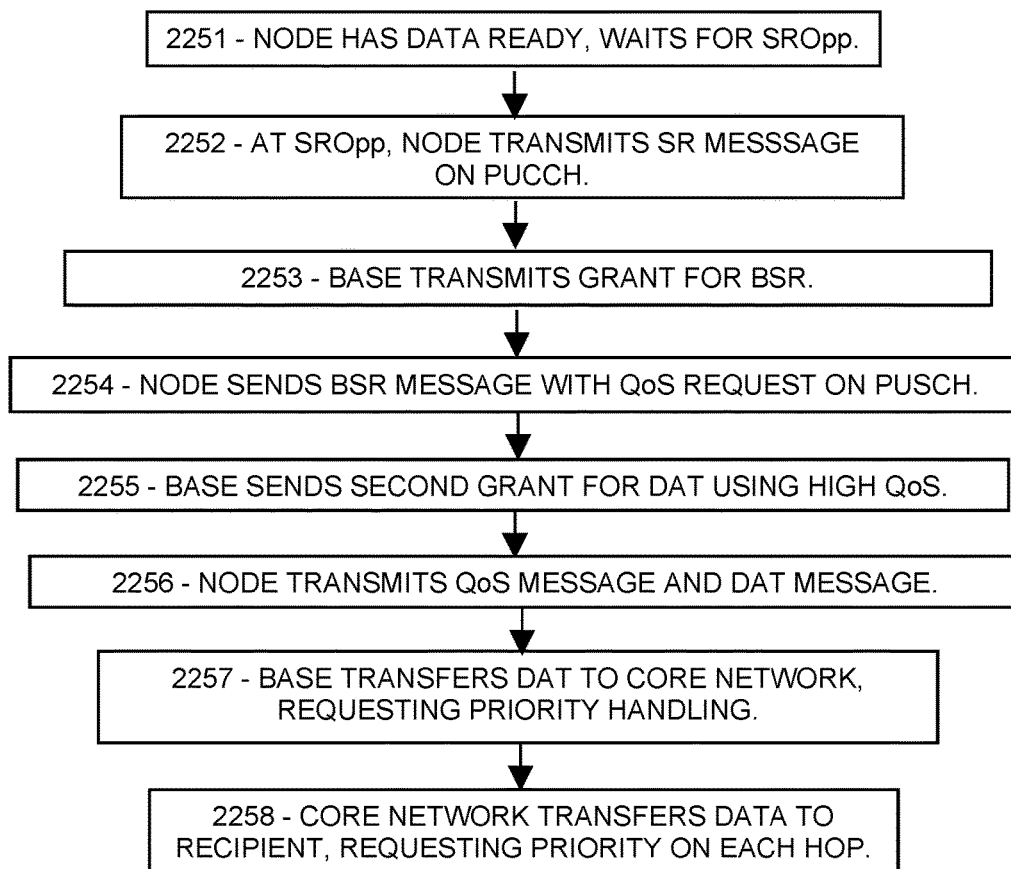 2251 - NODE HAS DATA READY, WAITS FOR SROpp.
2252 - AT SROpp, NODE TRANSMITS SR MESSSAGE
ON PUCCH.
2253 - BASE TRANSMITS GRANT FOR BSR.
2254 - NODE SENDS BSR MESSAGE WITH QoS REQUEST ON PUSCH.
2255 - BASE SENDS SECOND GRANT FOR DAT USING HIGH QoS.
2256 - NODE TRANSMITS QoS MESSAGE AND DAT MESSAGE.
2257 - BASE TRANSFERS DAT TO CORE NETWORK,
REQUESTING PRIORITY HANDLING.
2258 - CORE NETWORK TRANSFERS DATA TO
RECIPIENT, REQUESTING PRIORITY ON EACH HOP.